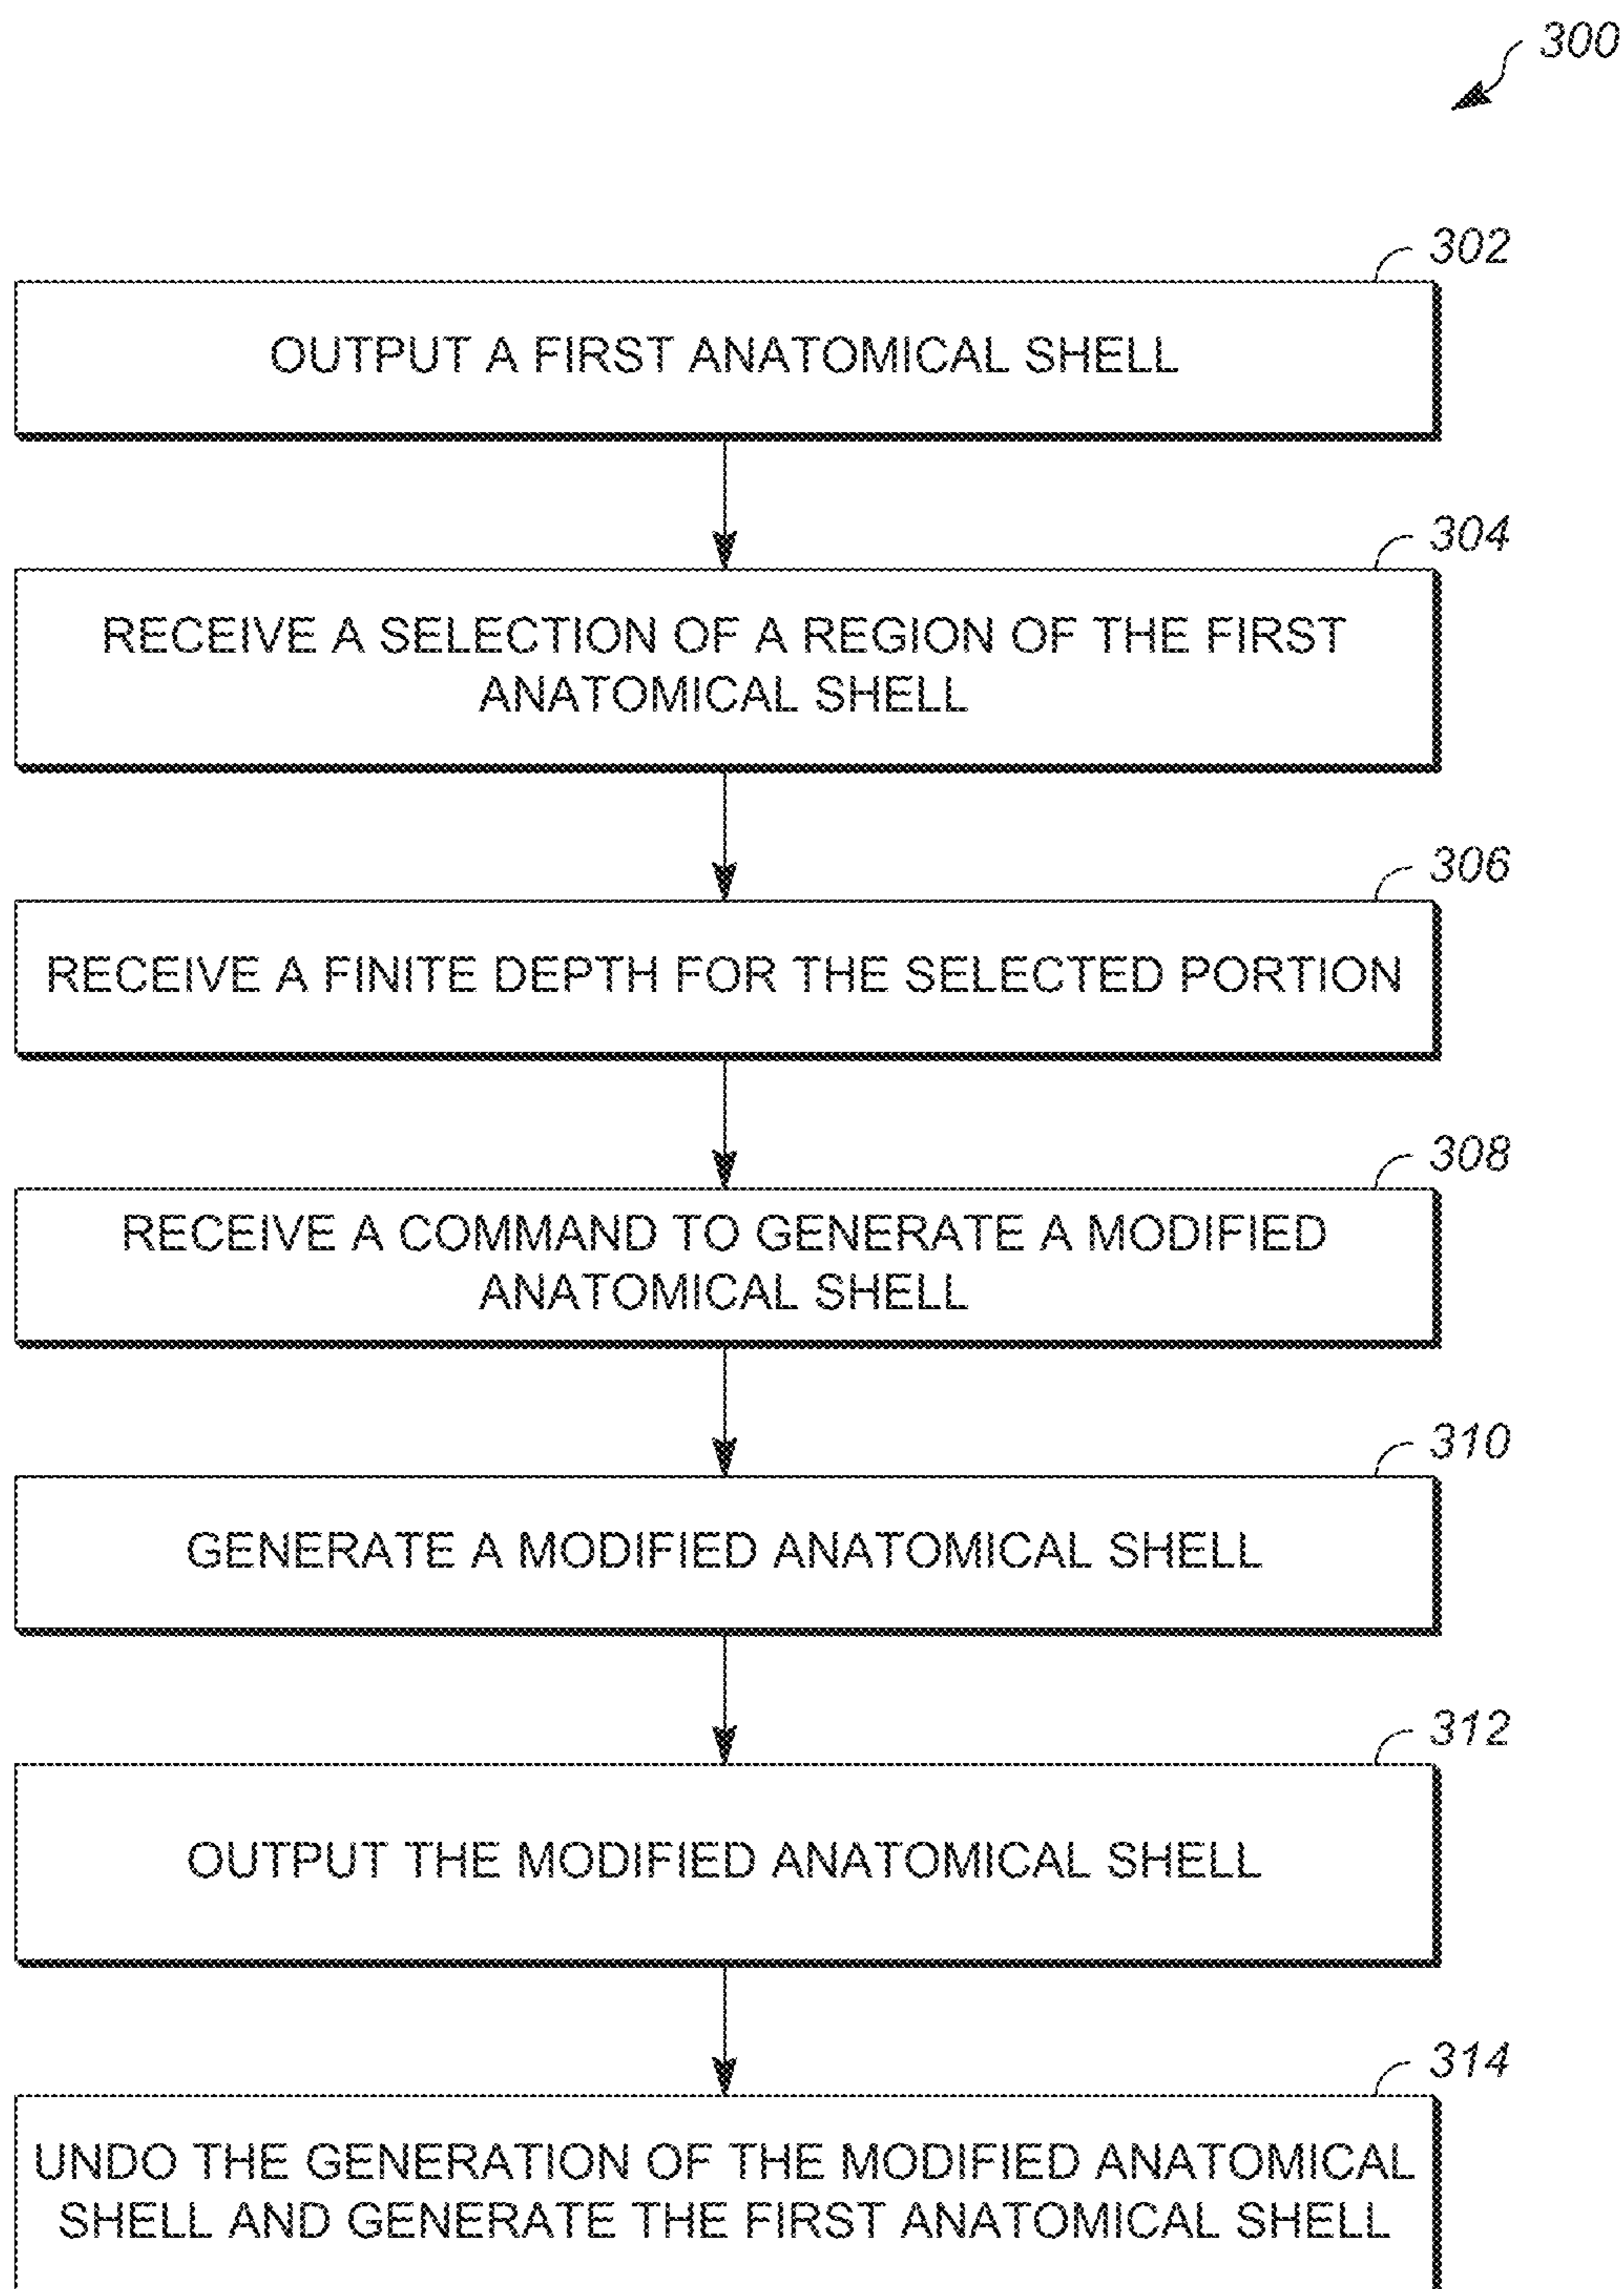 300
302
OUTPUT A FIRST ANATOMICAL SHELL
304
RECEIVE A SELECTION OF A REGION OF THE FIRST
ANATOMICAL SHELL
306
RECEIVE A FINITE DEPTH FOR THE SELECTED PORTION
308
RECEIVE A COMMAND TO GENERATE A MODIFIED
ANATOMICAL SHELL
310
GENERATE A MODIFIED ANATOMICAL SHELL
312
OUTPUT THE MODIFIED ANATOMICAL SHELL
314
UNDO THE GENERATION OF THE MODIFIED ANATOMICAL
SHELL AND GENERATE THE FIRST ANATOMICAL SHELL